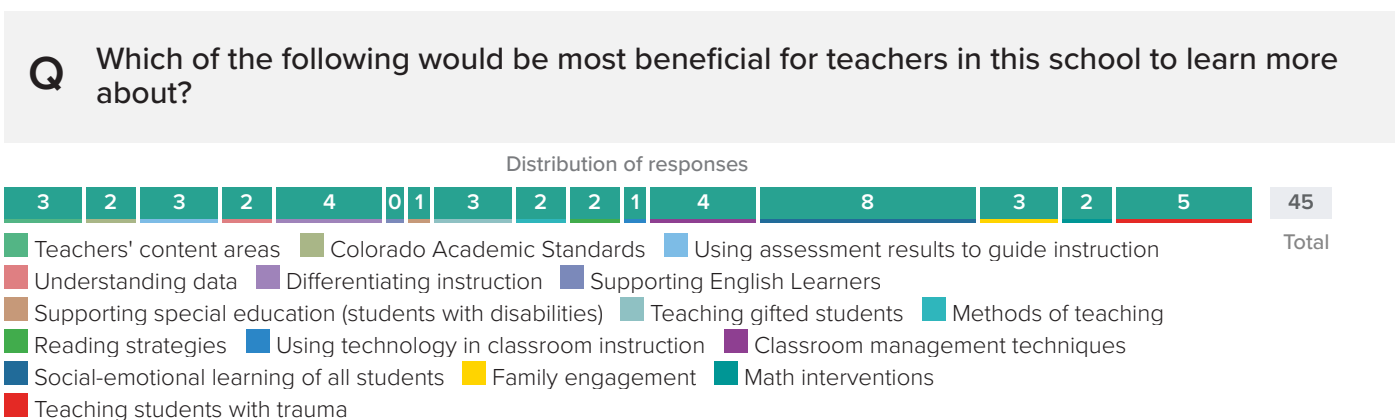 Q Which of the following would be most beneficial for teachers in this school to learn more
about?
Distribution of responses
3 2 3 2 4 0 1 3 2 2 1 4 8 3 2 5 45
Total
Teachers' content areas Colorado Academic Standards Using assessment results to guide instruction
Understanding data Differentiating instruction Supporting English Learners
Supporting special education (students with disabilities) Teaching gifted students Methods of teaching
Reading strategies Using technology in classroom instruction Classroom management techniques
Social-emotional learning of all students Family engagement Math interventions
Teaching students with trauma